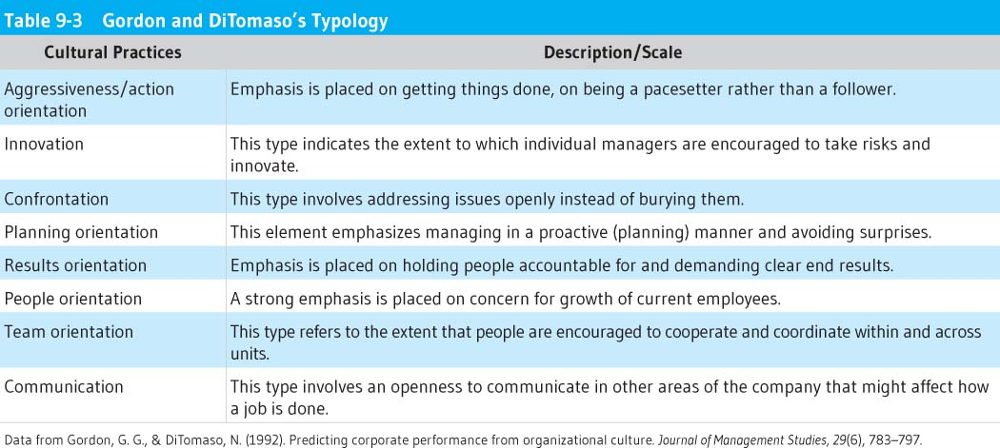 Table 9-3 Gordon and DiTomaso's Typology
Cultural Practices Description/Scale
Aggressiveness/action orientation Emphasis is placed on getting things done, on being a pacesetter rather than a follower.
Innovation This type indicates the extent to which individual managers are encouraged to take risks and
innovate.
Confrontation This type involves addressing issues openly instead of burying them.
Planning orientation This element emphasizes managing in a proactive (planning) manner and avoiding surprises.
Results orientation Emphasis is placed on holding people accountable for and demanding clear end results.
People orientation A strong emphasis is placed on concern for growth of current employees.
Team orientation This type refers to the extent that people are encouraged to cooperate and coordinate within and across
units.
Communication This type involves an openness to communicate in other areas of the company that might affect how
a job is done.
Data from Gordon, G. G., & DiTomaso, N. (1992). Predicting corporate performance from organizational culture. Journal of Management Studies, 29(6), 783–797.